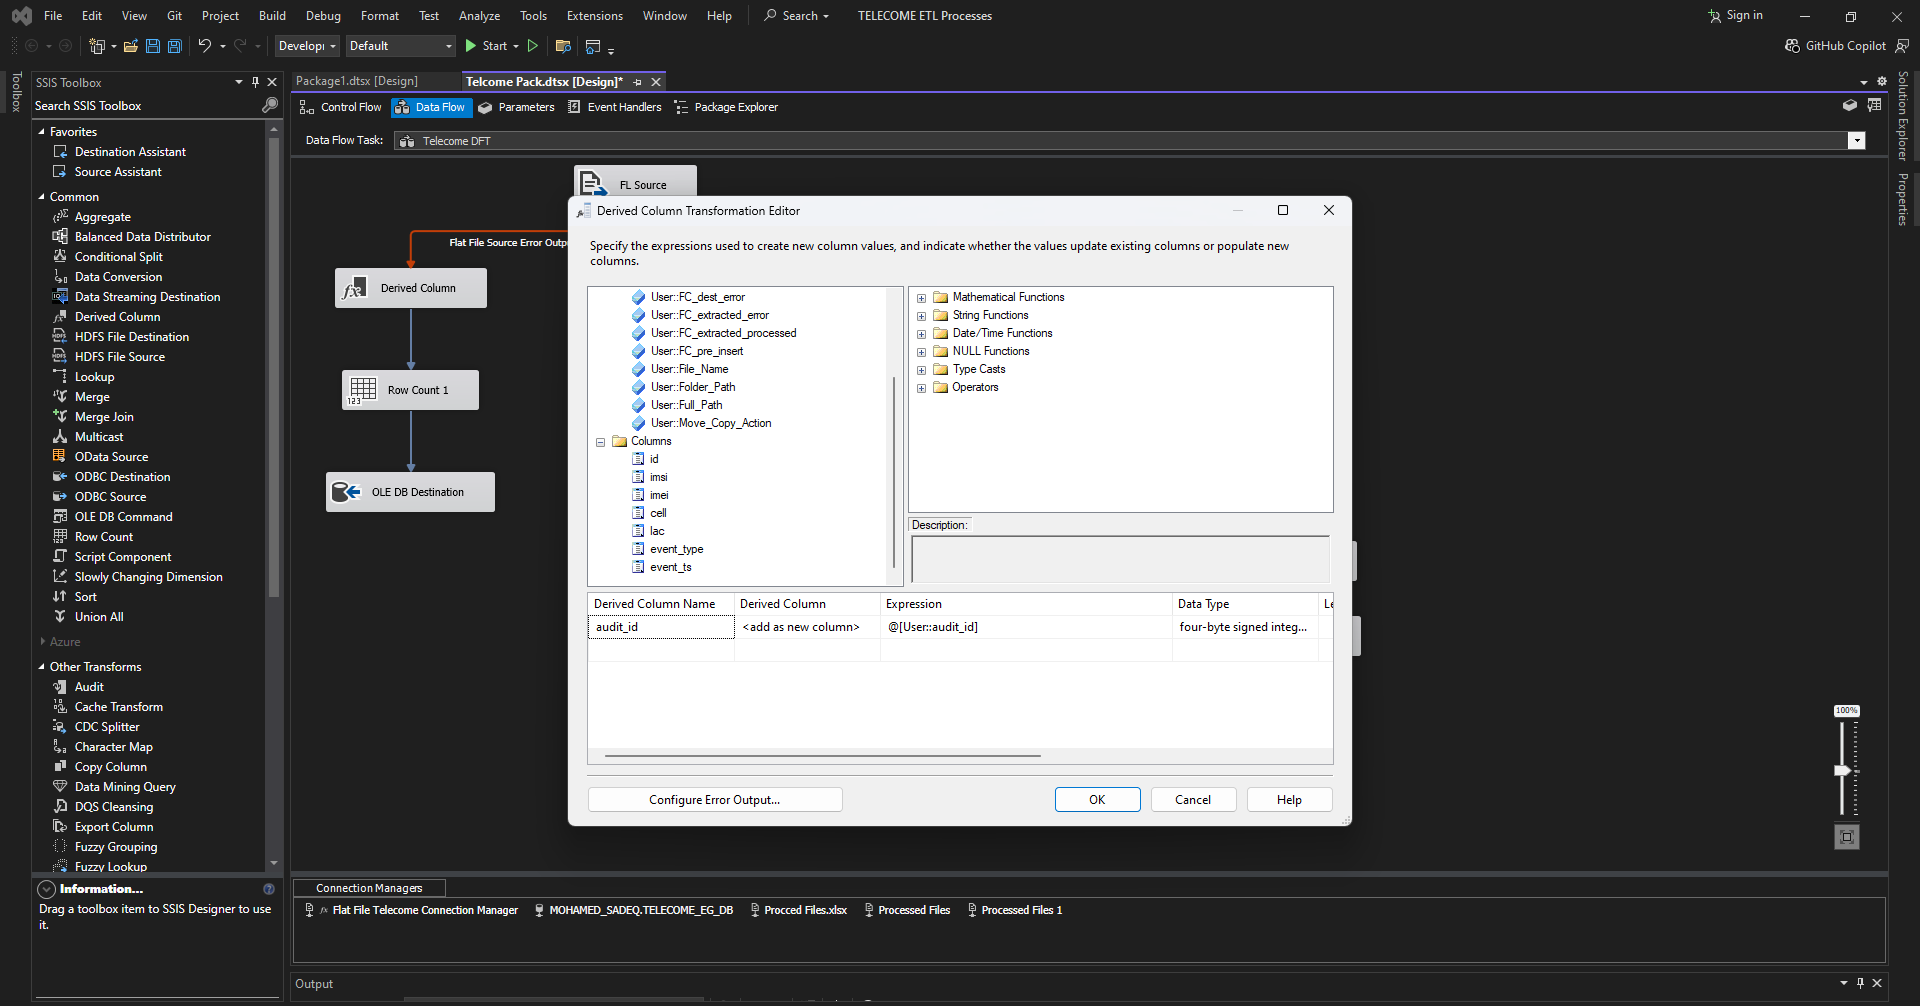 File Edit View Git Project Build Debug Format Test Analyze Tools Extensions Window Help Search TELECOME ETL Processes Sign in
Default Start GitHub Copilot
Toolbox
SSIS Toolbox
Search SSIS Toolbox
Favorites
Destination Assistant
Source Assistant
Common
Aggregate
Balanced Data Distributor
Conditional Split
Data Conversion
Data Streaming Destination
Derived Column
HDFS File Destination
HDFS File Source
Lookup
Merge
Merge Join
Multicast
OData Source
ODBC Destination
ODBC Source
OLE DB Command
Row Count
Script Component
Slowly Changing Dimension
Sort
Union All
Azure
Other Transforms
Audit
Cache Transform
CDC Splitter
Character Map
Copy Column
Data Mining Query
DQS Cleansing
Export Column
Fuzzy Grouping
Fuzzy Lookup
Information...
Drag a toolbox item to SSIS Designer to use
it.
Package1.dtsx [Design] Telcome Pack.dtsx [Design]*
Control Flow Data Flow Parameters Event Handlers Package Explorer
Data Flow Task: Telecome DFT
FL Source
Flat File Source Error Outp
Derived Column
Row Count 1
123
OLE DB Destination
Derived Column Transformation Editor
Specify the expressions used to create new column values, and indicate whether the values update existing columns or populate new
columns.
User::FC_dest_error
User::FC_extracted_error
User::FC_extracted_processed
User::FC_pre_insert
User::File_Name
User::Folder_Path
User::Full_Path
User::Move_Copy_Action
Columns
id
imsi
imei
cell
lac
event_type
event_ts
Mathematical Functions
String Functions
Date/Time Functions
NULL Functions
Type Casts
Operators
Description:
Derived Column Name Derived Column Expression Data Type Le
audit_id <add as new column> @[User::audit_id] four-byte signed integ...
Configure Error Output... OK Cancel Help
100%
Connection Managers
Flat File Telecome Connection Manager MOHAMED_SADEQ.TELECOME_EG_DB Procced Files.xlsx Processed Files Processed Files 1
Output
Solution Explorer
Properties